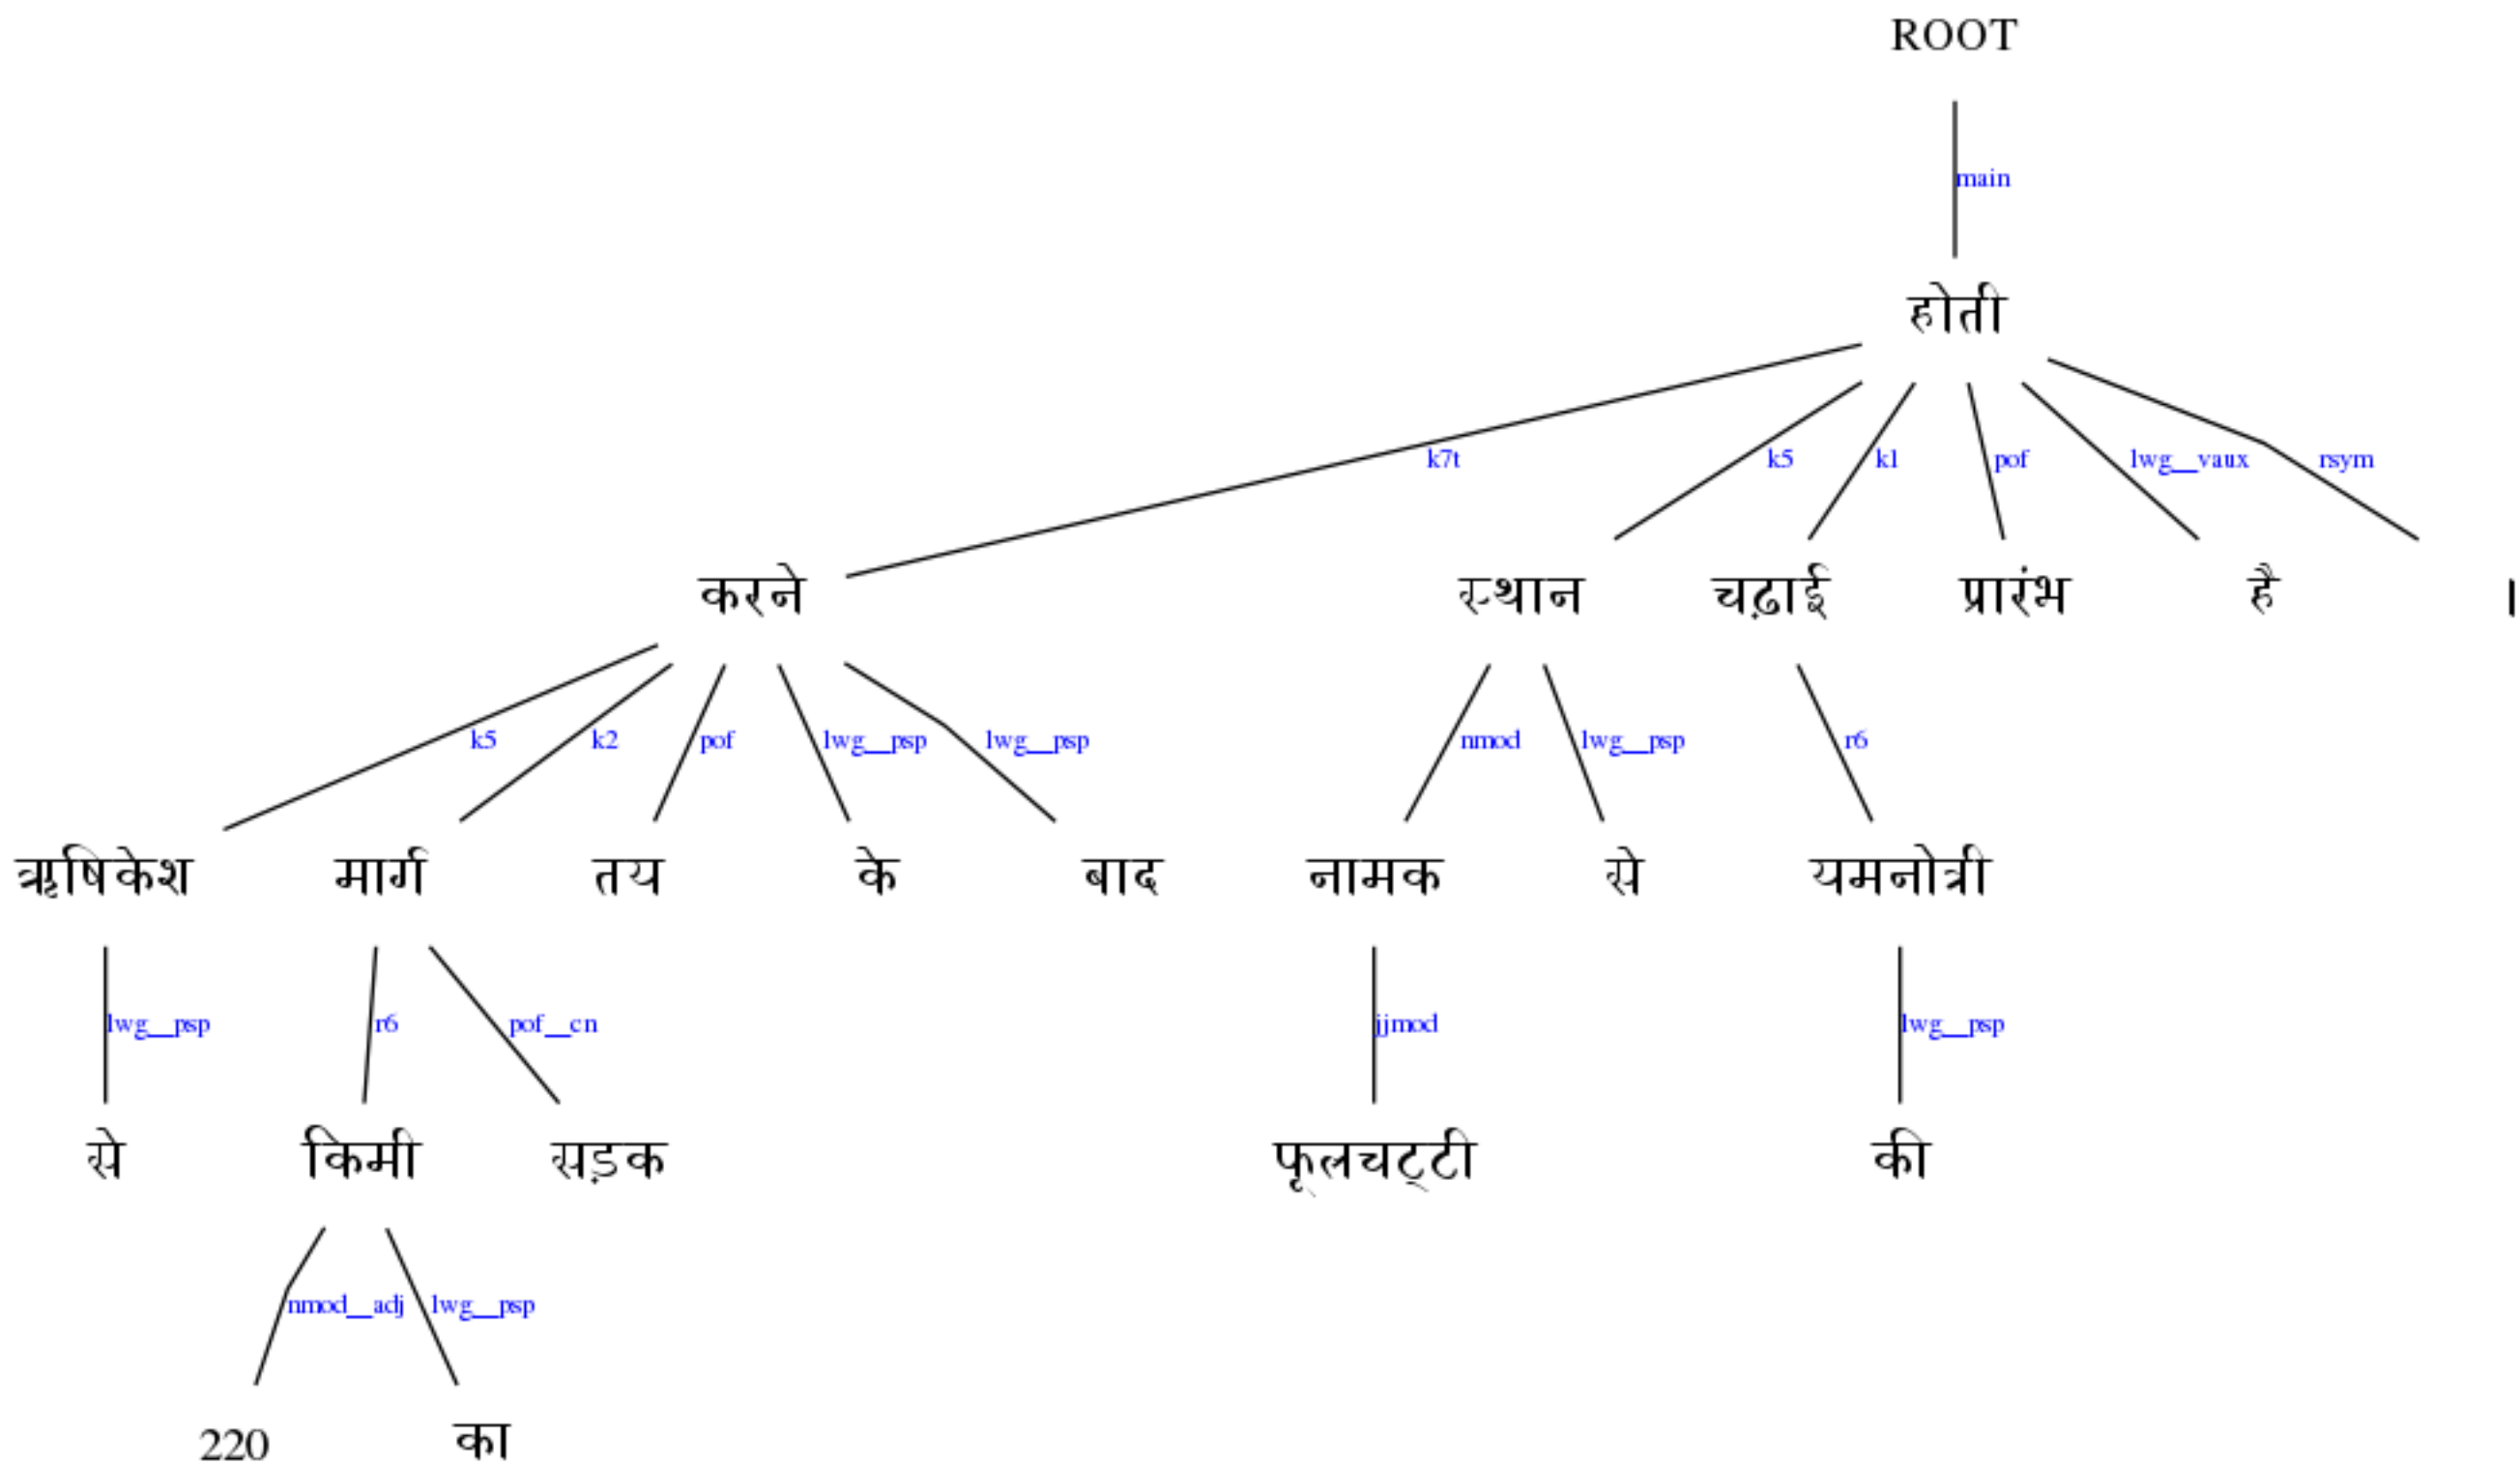 ROOT
main
होती
k7t k5 k1 pof lwg__vaux rsym
करने स्थान चढ़ाई प्रारंभ है ।
k5 k2 pof lwg__psp lwg__psp nmod lwg__psp r6
ऋषिकेश मार्ग तय के बाद नामक से यमनोत्री
lwg__psp r6 pof__cn jjmod lwg__psp
से किमी सड़क फूलचट्टी की
nmod__adj lwg__psp
220 का